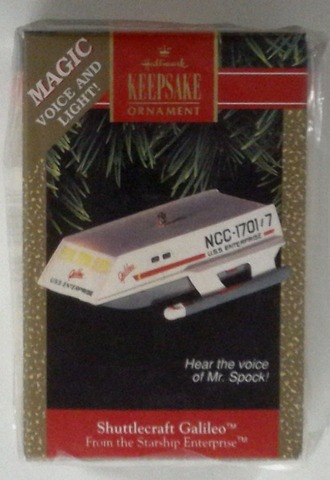 MAGIC
VOICE AND
LIGHT!
Hallmark
KEEPSAKE
ORNAMENT
NCC-1701/7
U.S.S. ENTERPRISE
Galileo
Galileo
U.S.S. ENTERPRISE
Hear the voice
of Mr. Spock!
Shuttlecraft Galileo™
From the Starship Enterprise™